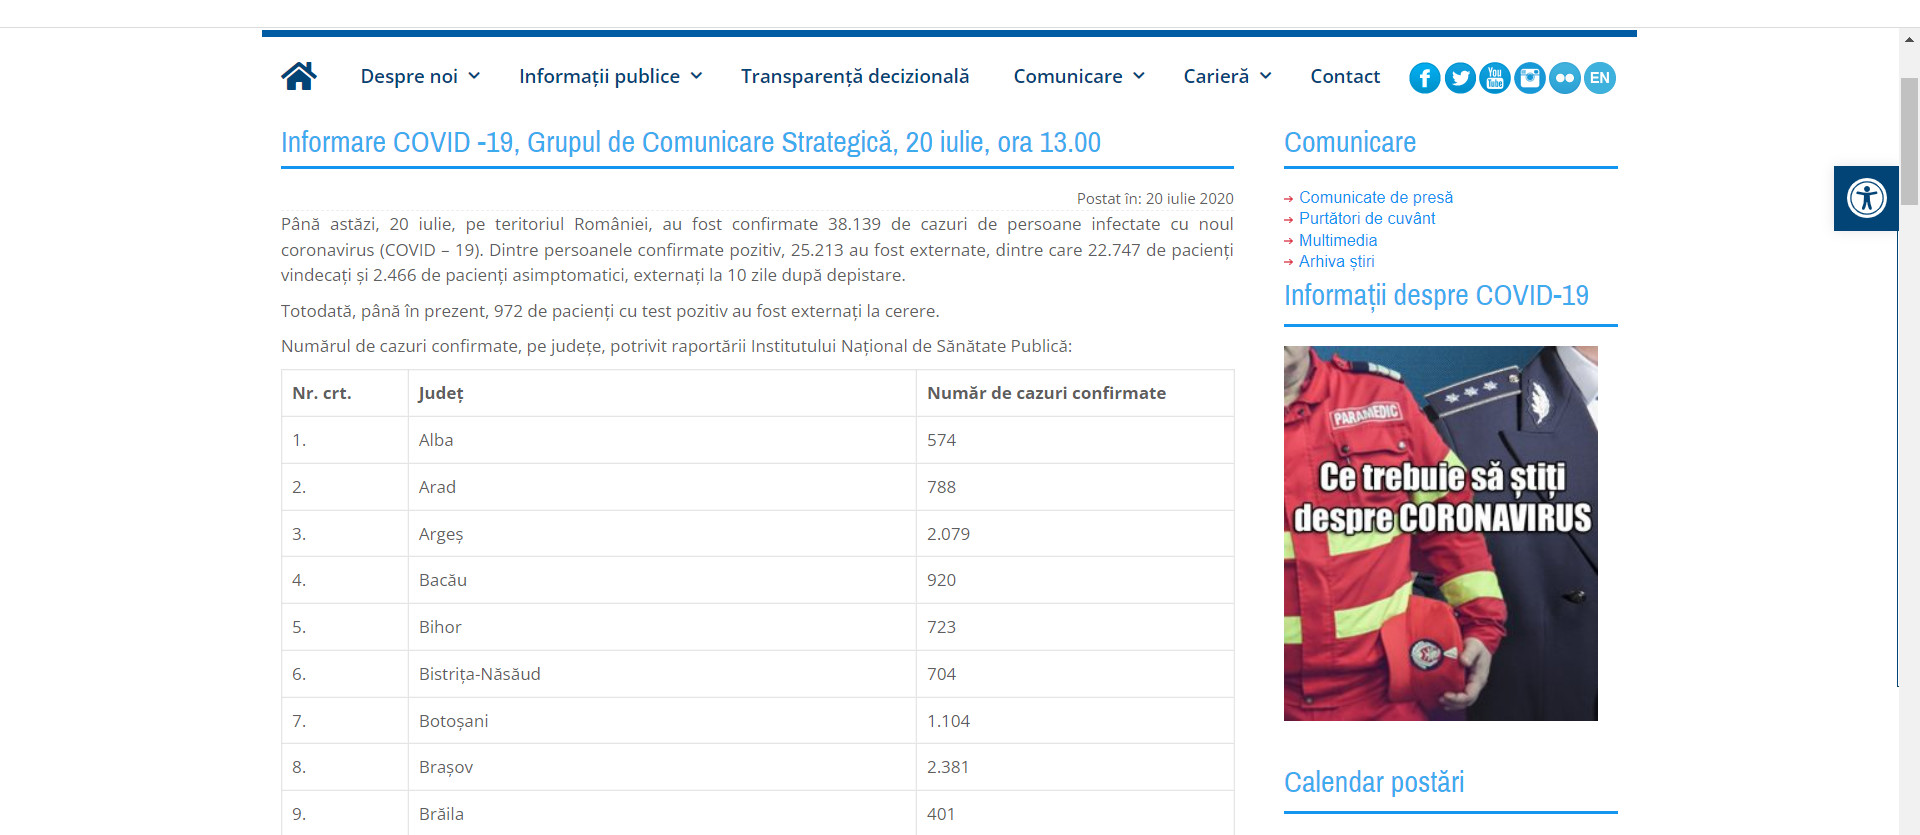 Despre noi
Informații publice
Transparență decizională
Comunicare
Carieră
Contact
You
Tube
EN
Informare COVID -19, Grupul de Comunicare Strategică, 20 iulie, ora 13.00
Postat în: 20 iulie 2020
Până astăzi, 20 iulie, pe teritoriul României, au fost confirmate 38.139 de cazuri de persoane infectate cu noul
coronavirus (COVID – 19). Dintre persoanele confirmate pozitiv, 25.213 au fost externate, dintre care 22.747 de pacienți
vindecați și 2.466 de pacienți asimptomatici, externați la 10 zile după depistare.
Totodată, până în prezent, 972 de pacienți cu test pozitiv au fost externați la cerere.
Numărul de cazuri confirmate, pe județe, potrivit raportării Institutului Național de Sănătate Publică:
Nr. crt. Județ Număr de cazuri confirmate
1. Alba 574
2. Arad 788
3. Argeș 2.079
4. Bacău 920
5. Bihor 723
6. Bistrița-Năsăud 704
7. Botoșani 1.104
8. Brașov 2.381
9. Brăila 401
Comunicare
Comunicate de presă
Purtători de cuvânt
Multimedia
Arhiva știri
Informații despre COVID-19
PARAMEDIC
Ce trebuie să știți
despre CORONAVIRUS
Calendar postări